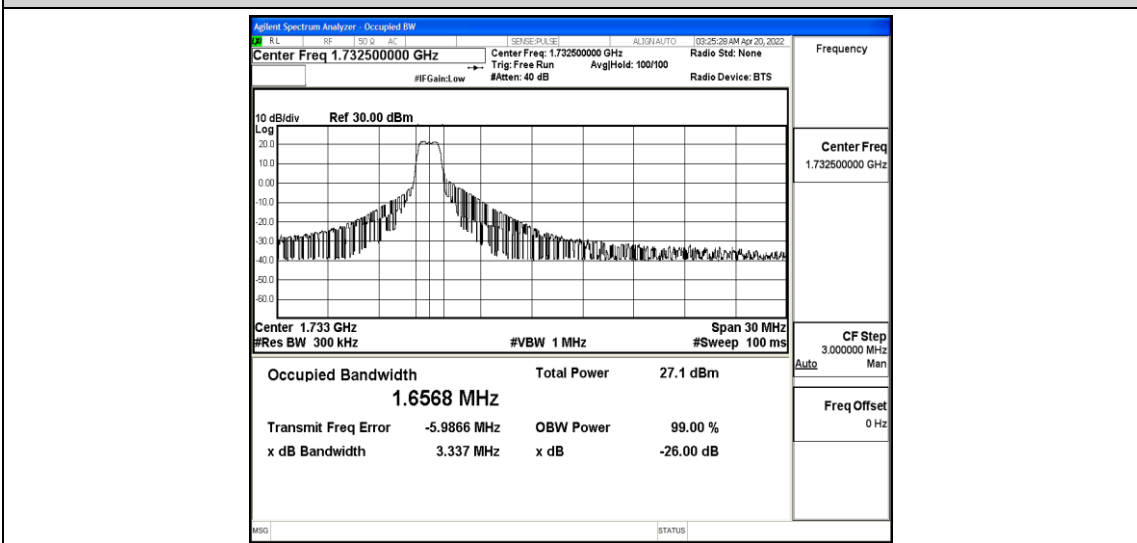 Agilent Spectrum Analyzer - Occupied BW
RL RF 50 Ω AC SENSE:PULSE ALIGN AUTO 03:25:28 AM Apr 20, 2022
Center Freq 1.732500000 GHz
Center Freq: 1.732500000 GHz Radio Std: None
Trig: Free Run Avg|Hold: 100/100
#IFGain:Low #Atten: 40 dB Radio Device: BTS
10 dB/div Ref 30.00 dBm
Log
20.0
10.0
0.00
-10.0
-20.0
-30.0
-40.0
-50.0
-60.0
Center 1.733 GHz Span 30 MHz
#Res BW 300 kHz #VBW 1 MHz #Sweep 100 ms
Occupied Bandwidth Total Power 27.1 dBm
1.6568 MHz
Transmit Freq Error -5.9866 MHz OBW Power 99.00 %
x dB Bandwidth 3.337 MHz x dB -26.00 dB
MSG STATUS
Frequency
Center Freq
1.732500000 GHz
CF Step
3.000000 MHz
Auto Man
Freq Offset
0 Hz